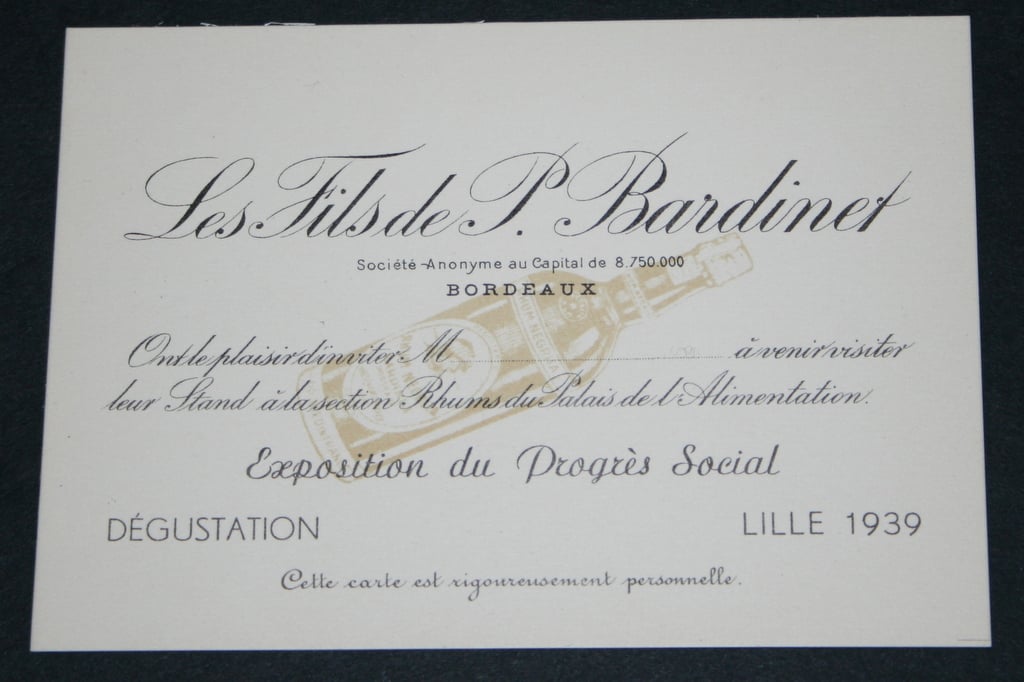 Les Fils de P. Bardinet
Société Anonyme au Capital de 8.750.000
BORDEAUX
Ont le plaisir d'inviter M à venir visiter
leur Stand à la section Rhums du Palais de l'Alimentation.
Exposition du Progrès Social
DÉGUSTATION LILLE 1939
Cette carte est rigoureusement personnelle.